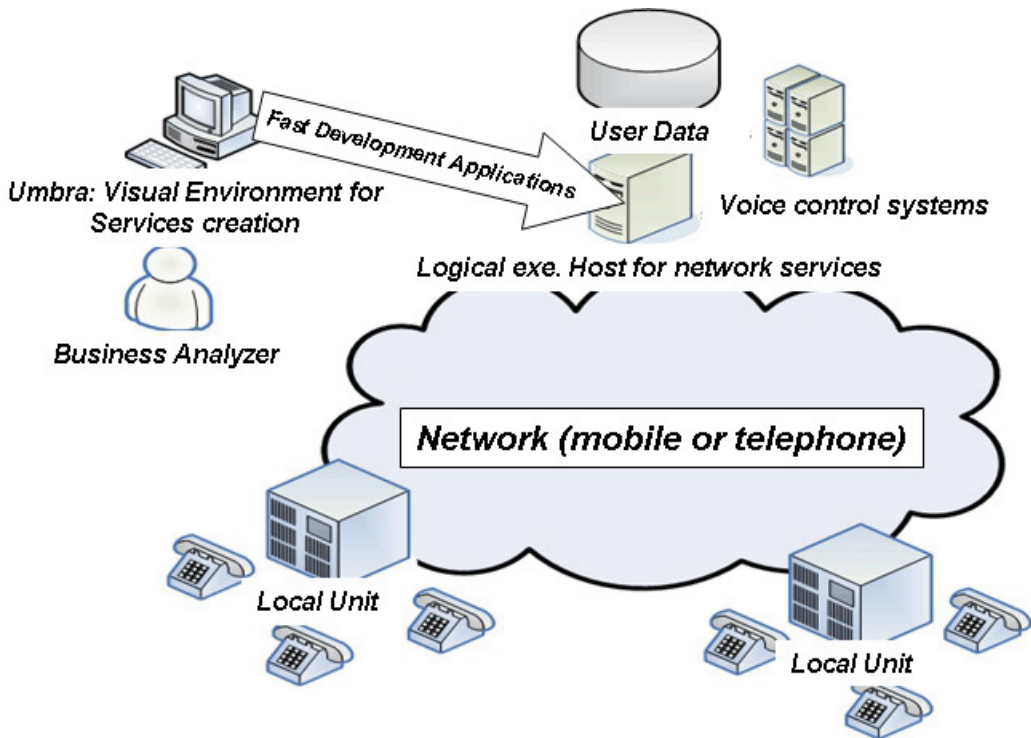 User Data
Fast Development Applications
Umbra: Visual Environment for
Services creation
Voice control systems
Logical exe. Host for network services
Business Analyzer
Network (mobile or telephone)
Local Unit
Local Unit